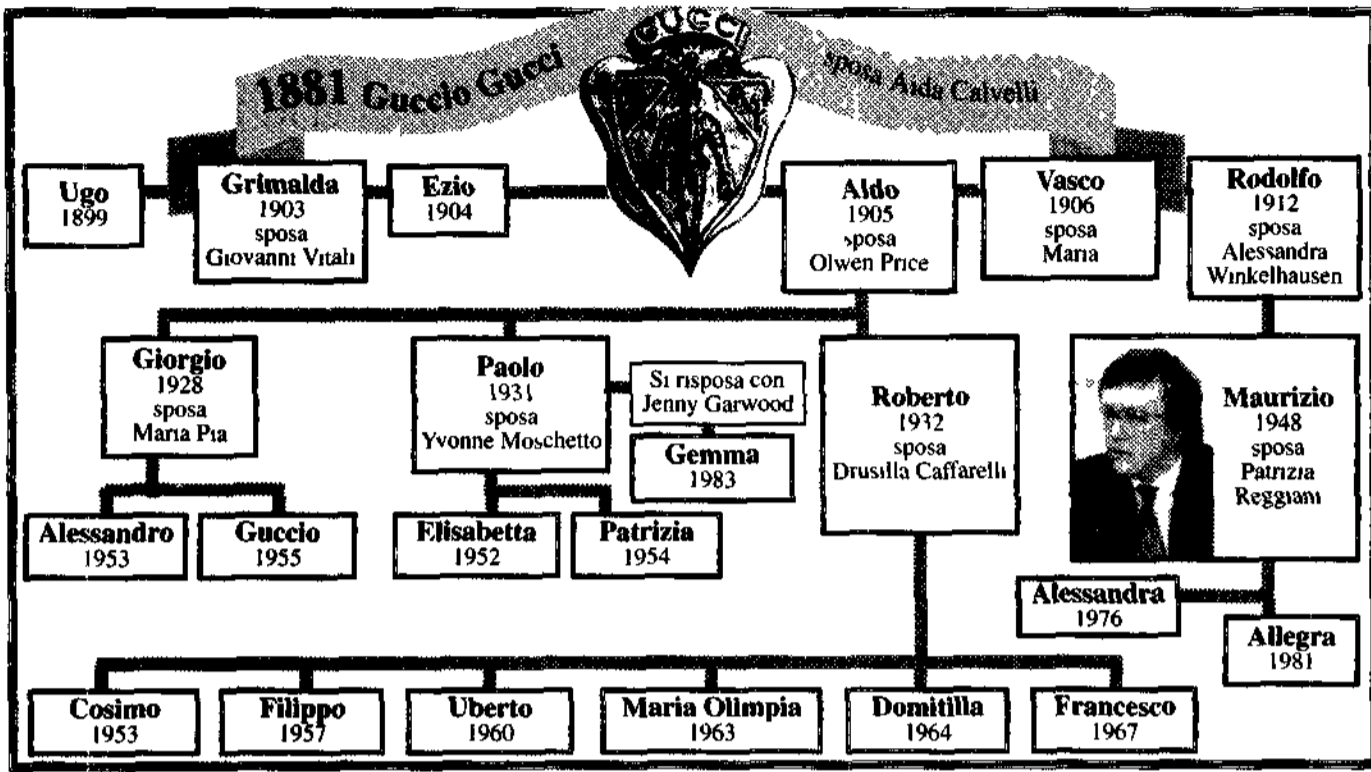 GUCCI
1881 Guccio Gucci
sposa Aida Calvelli
Ugo
1899
Grimalda
1903
sposa
Giovanni Vitali
Ezio
1904
Aldo
1905
sposa
Olwen Price
Vasco
1906
sposa
Maria
Rodolfo
1912
sposa
Alessandra
Winkelhausen
Giorgio
1928
sposa
Maria Pia
Paolo
1931
sposa
Yvonne Moschetto
Si risposa con
Jenny Garwood
Gemma
1983
Roberto
1932
sposa
Drusilla Caffarelli
Maurizio
1948
sposa
Patrizia
Reggiani
Alessandro
1953
Guccio
1955
Elisabetta
1952
Patrizia
1954
Alessandra
1976
Allegra
1981
Cosimo
1953
Filippo
1957
Uberto
1960
Maria Olimpia
1963
Domitilla
1964
Francesco
1967